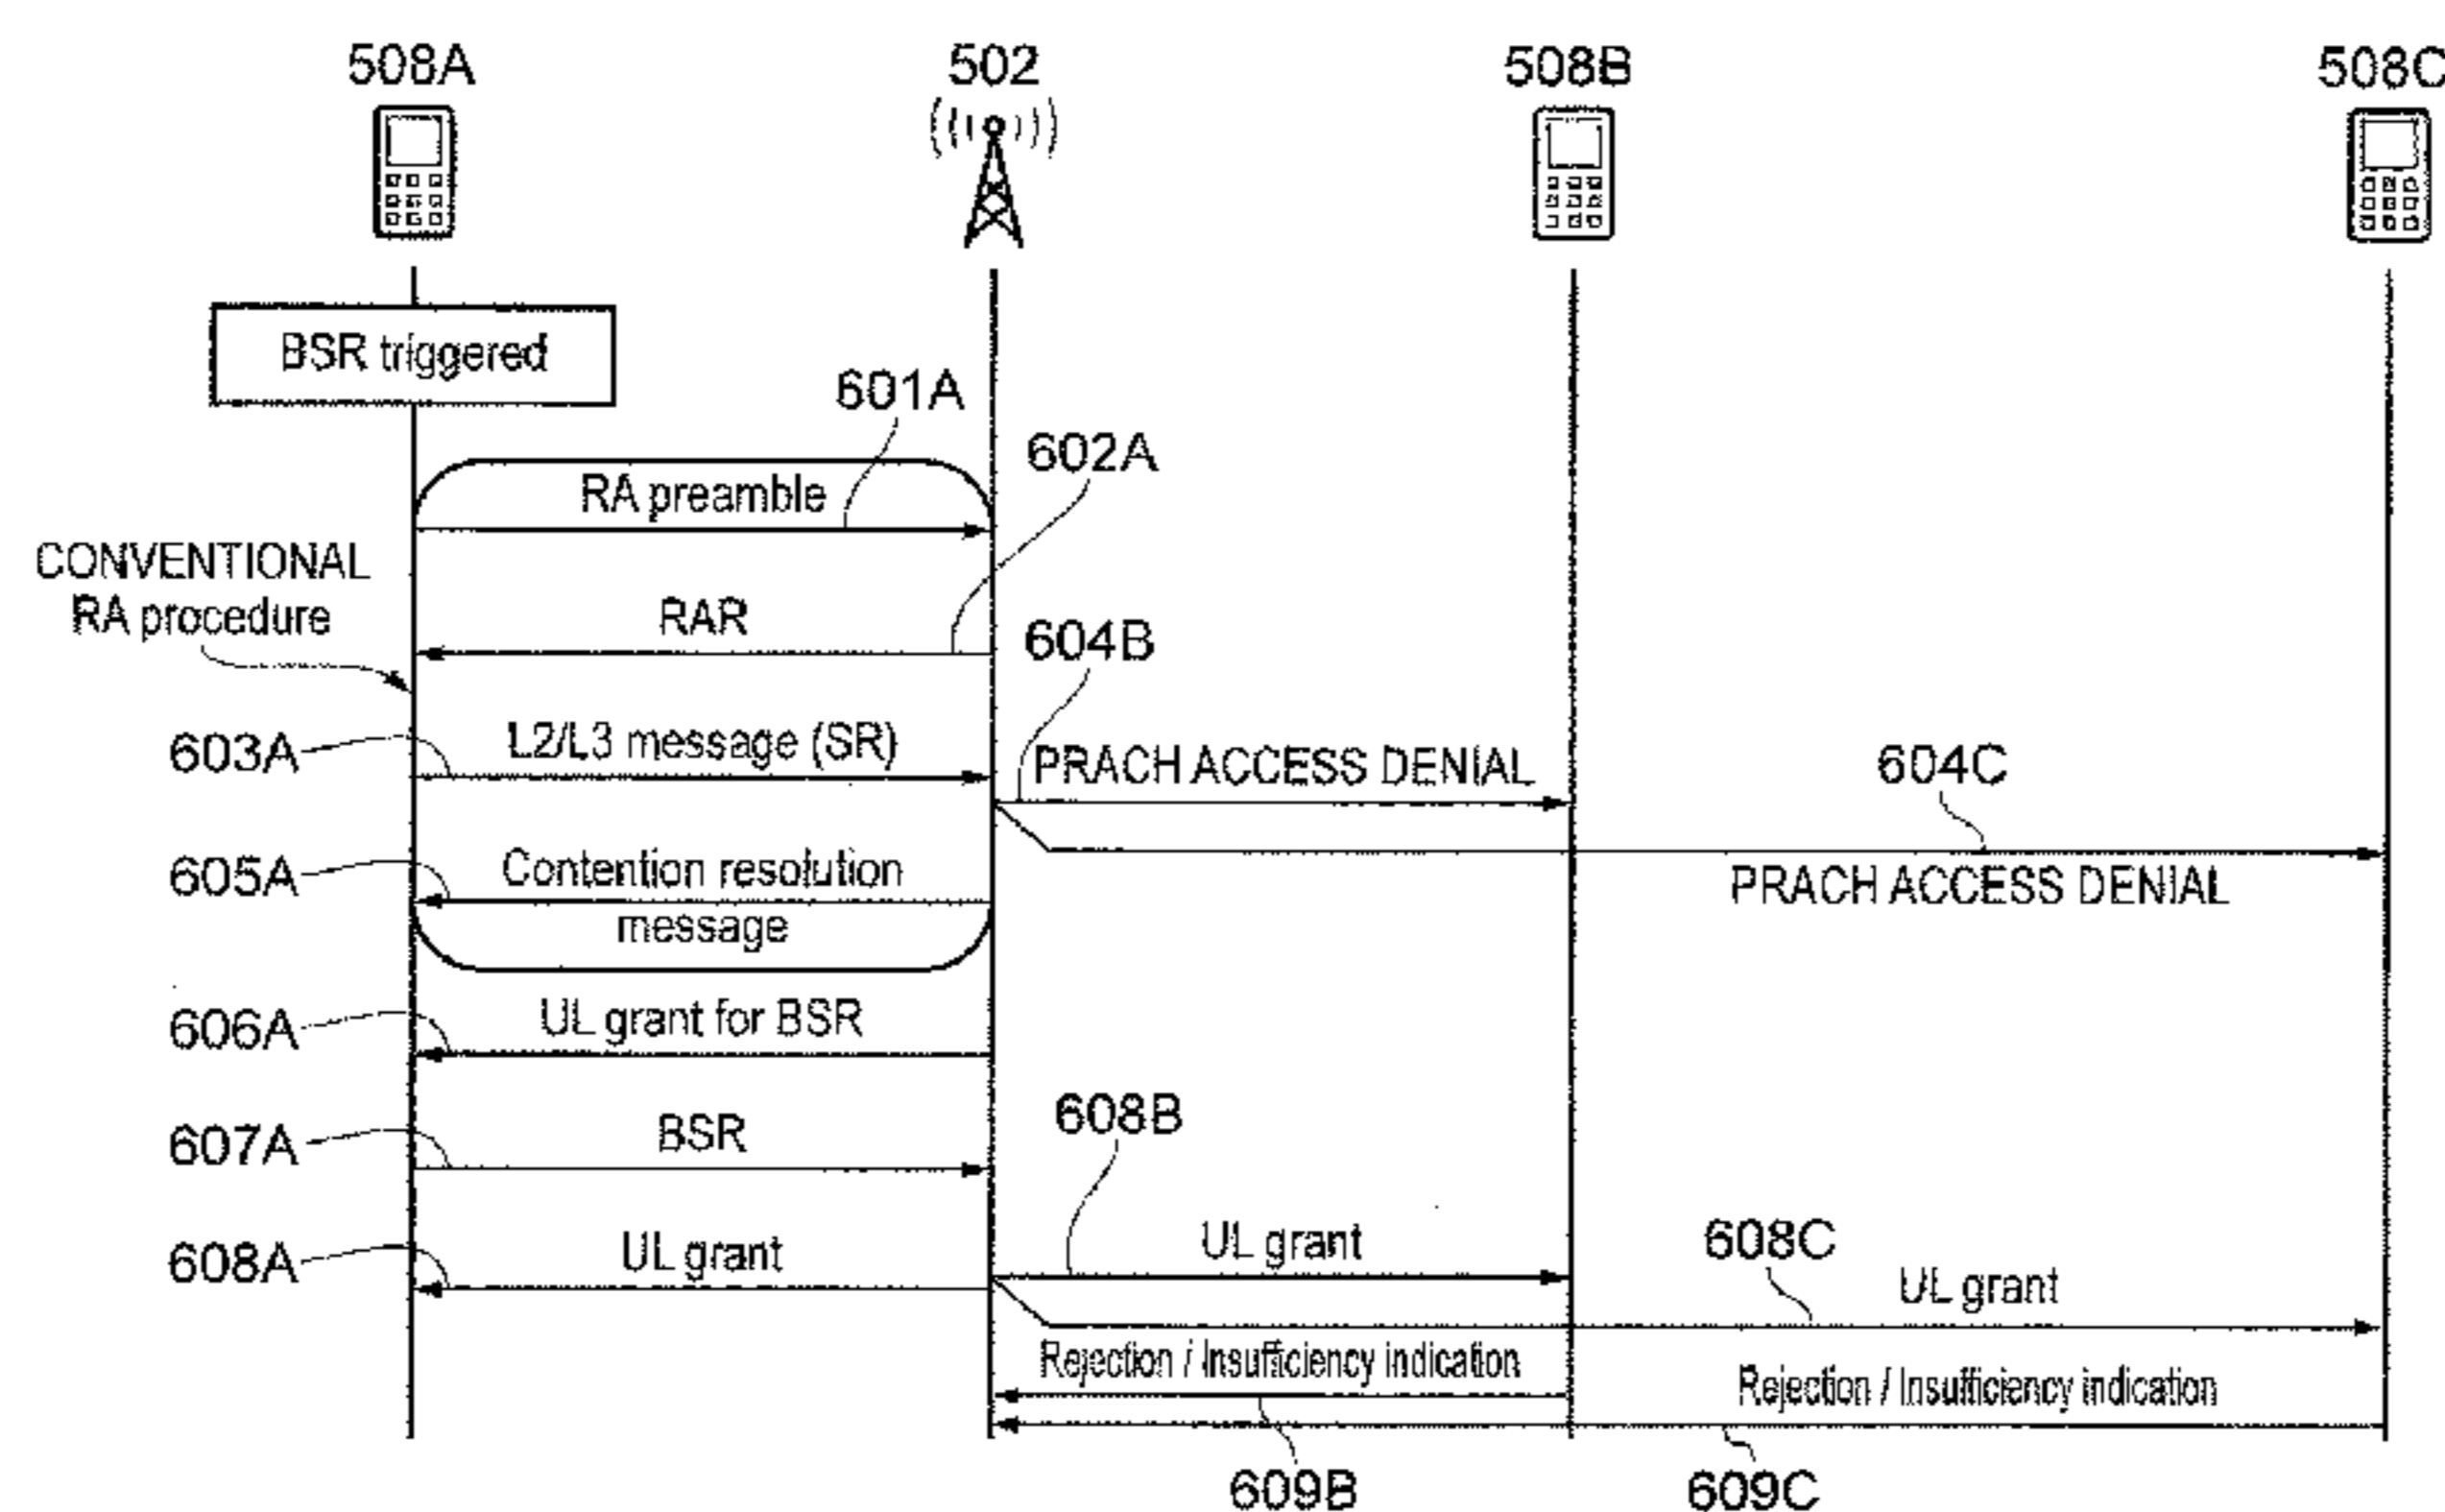 508A
502
508B
508C
BSR triggered
601A
602A
RA preamble
CONVENTIONAL
RA procedure
RAR
604B
603A
L2/L3 message (SR)
PRACH ACCESS DENIAL
604C
605A
Contention resolution
message
PRACH ACCESS DENIAL
606A
UL grant for BSR
607A
BSR
608B
608A
UL grant
UL grant
608C
UL grant
Rejection / Insufficiency indication
Rejection / Insufficiency indication
609B
609C